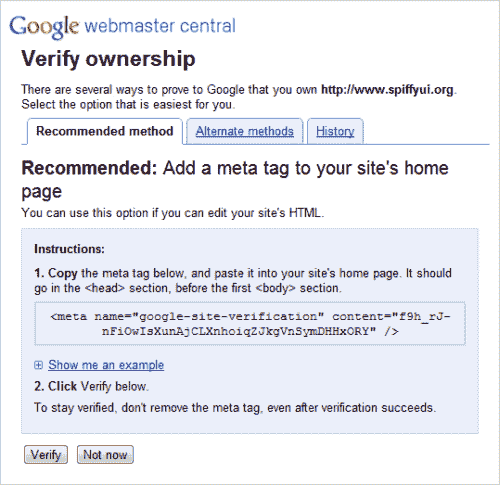 Google webmaster central
Verify ownership
There are several ways to prove to Google that you own http://www.spiffyui.org.
Select the option that is easiest for you.
Recommended method Alternate methods History
Recommended: Add a meta tag to your site's home
page
You can use this option if you can edit your site's HTML.
Instructions:
1. Copy the meta tag below, and paste it into your site's home page. It should
go in the <head> section, before the first <body> section.
<meta name="google-site-verification" content="f9h_rJ-
nFiOwIsXunAjCLXnhoiqZJkgVnSymDHHxORY" />
Show me an example
2. Click Verify below.
To stay verified, don't remove the meta tag, even after verification succeeds.
Verify Not now